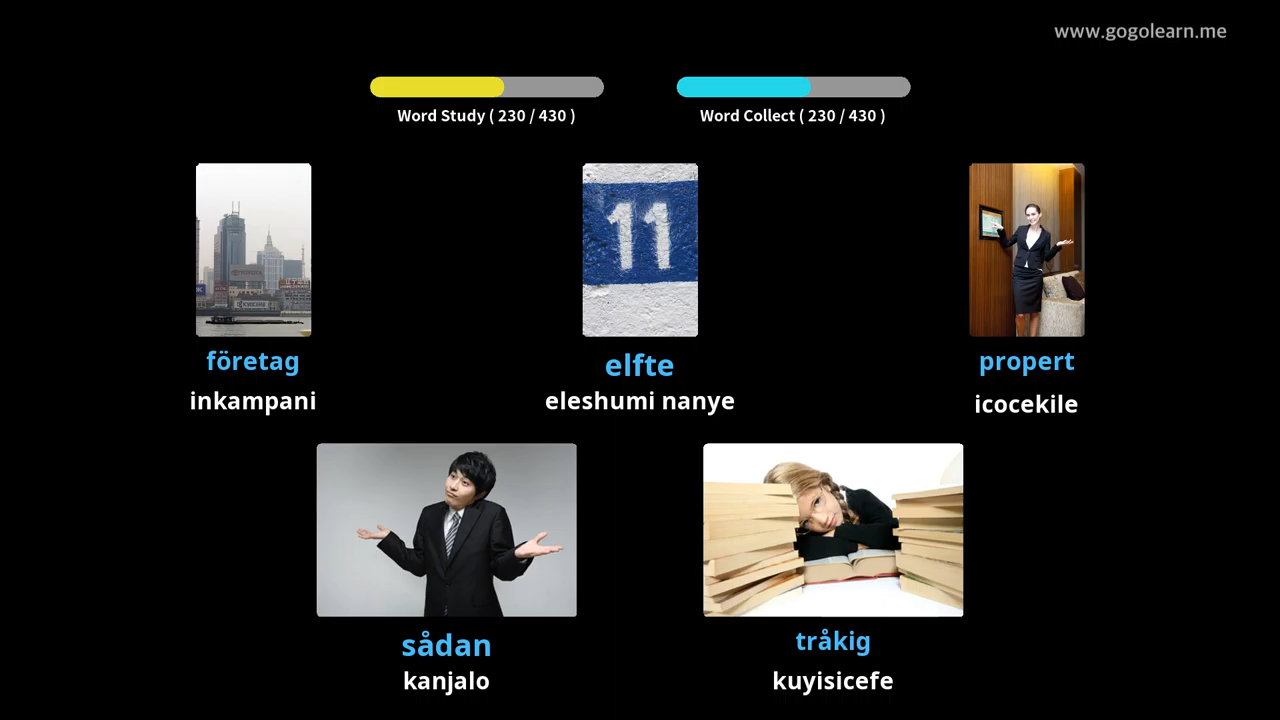 www.gogolearn.me
Word Study ( 230 / 430 )
Word Collect ( 230 / 430 )
11
företag
inkampani
elfte
eleshumi nanye
propert
icocekile
sådan
kanjalo
tråkig
kuyisicefe